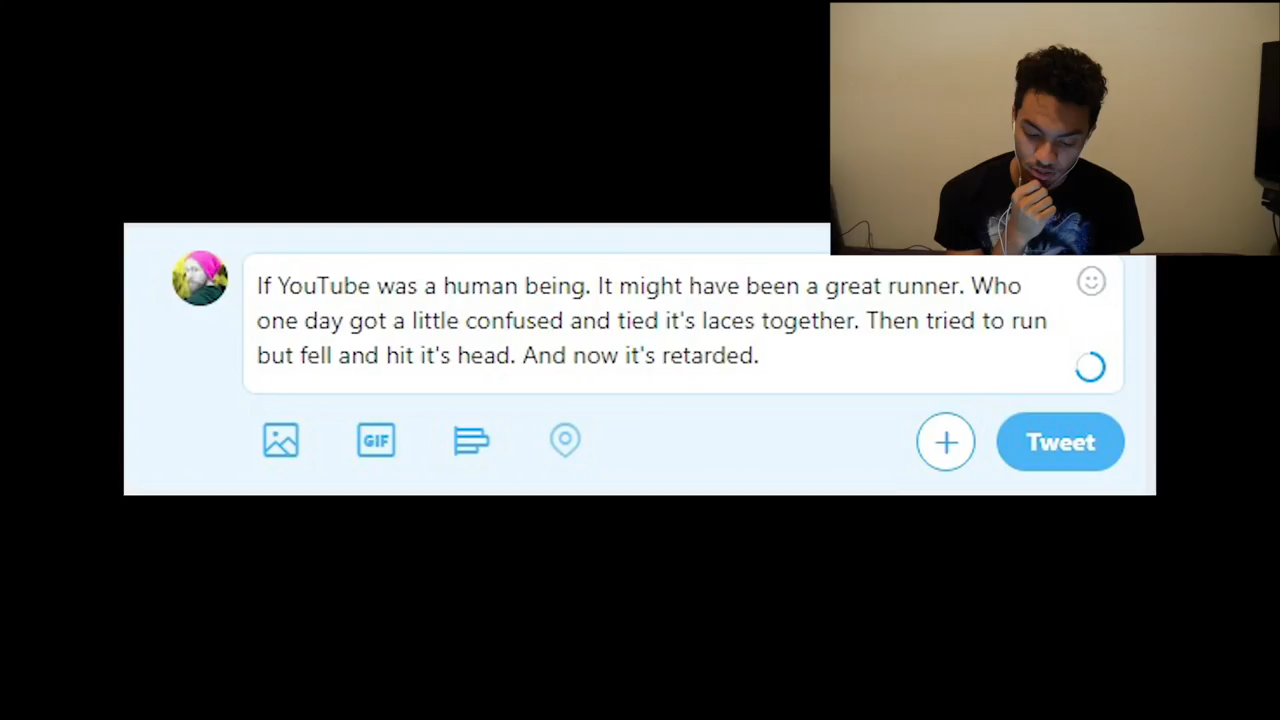 If YouTube was a human being. It might have been a great runner. Who
one day got a little confused and tied it's laces together. Then tried to run
but fell and hit it's head. And now it's retarded.
GIF
Tweet